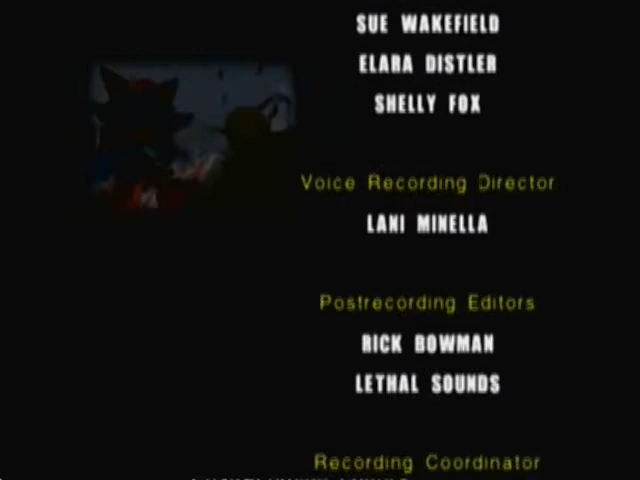 SUE WAKEFIELD
ELARA DISTLER
SHELLY FOX
Voice Recording Director
LANI MINELLA
Postrecording Editors
RICK BOWMAN
LETHAL SOUNDS
Recording Coordinator